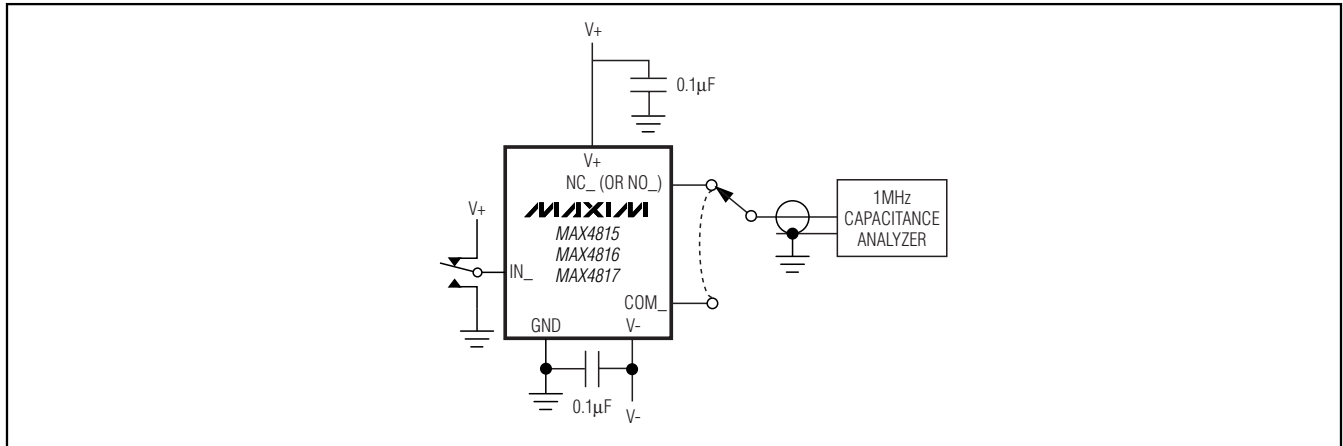 V+
0.1µF
V+
NC_ (OR NO_)
MAXIM
MAX4815
MAX4816
MAX4817
V+
IN_
COM_
GND
V-
0.1µF
V-
1MHz
CAPACITANCE
ANALYZER